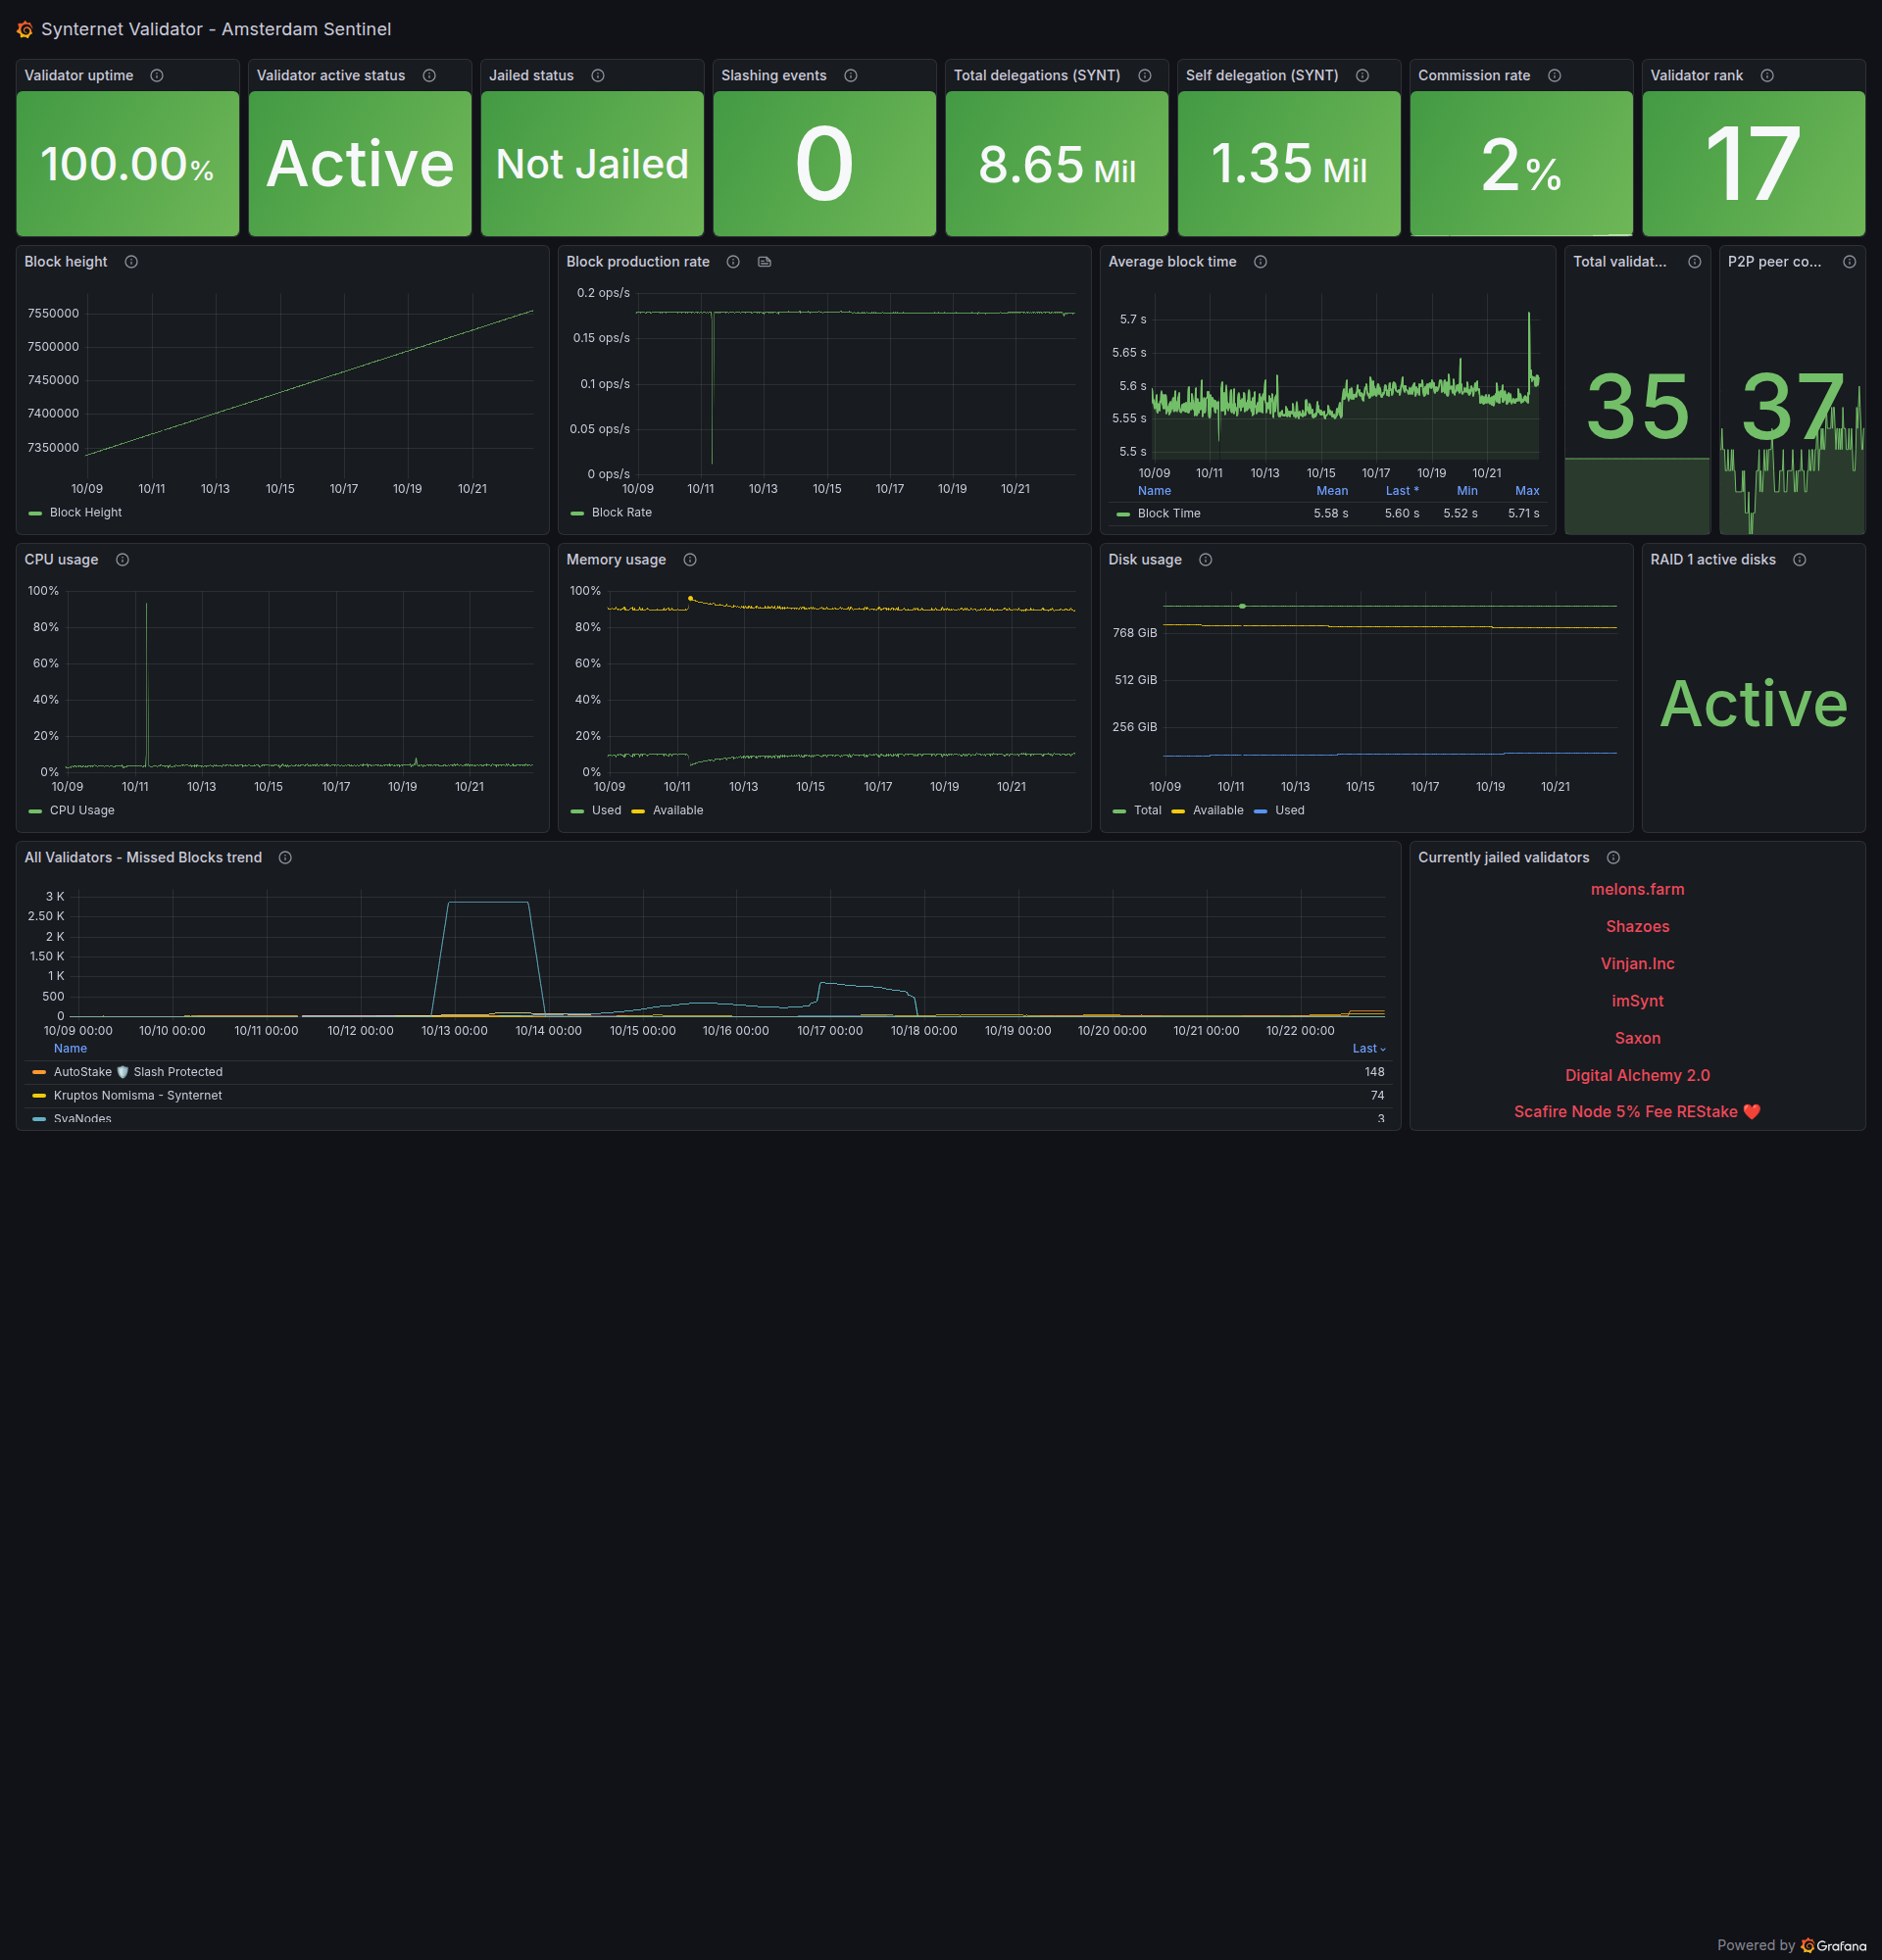 Synternet Validator - Amsterdam Sentinel
Validator uptime
100.00%
Validator active status
Active
Jailed status
Not Jailed
Slashing events
0
Total delegations (SYNT)
8.65 Mil
Self delegation (SYNT)
1.35 Mil
Commission rate
2%
Validator rank
17
Block height
7550000
7500000
7450000
7400000
7350000
10/09 10/11 10/13 10/15 10/17 10/19 10/21
Block Height
Block production rate
0.2 ops/s
0.15 ops/s
0.1 ops/s
0.05 ops/s
0 ops/s
10/09 10/11 10/13 10/15 10/17 10/19 10/21
Block Rate
Average block time
5.7 s
5.65 s
5.6 s
5.55 s
5.5 s
10/09 10/11 10/13 10/15 10/17 10/19 10/21
Name Mean Last * Min Max
Block TIme 5.58 s 5.60 s 5.52 s 5.71 s
Total validat...
35
P2P peer co...
37
CPU usage
100%
80%
60%
40%
20%
0%
10/09 10/11 10/13 10/15 10/17 10/19 10/21
CPU Usage
Memory usage
100%
80%
60%
40%
20%
0%
10/09 10/11 10/13 10/15 10/17 10/19 10/21
Used Available
Disk usage
768 GiB
512 GiB
256 GiB
10/09 10/11 10/13 10/15 10/17 10/19 10/21
Total Available Used
RAID 1 active disks
Active
All Validators - Missed Blocks trend
3 K
2.50 K
2 K
1.50 K
1 K
500
0
10/09 00:00 10/10 00:00 10/11 00:00 10/12 00:00 10/13 00:00 10/14 00:00 10/15 00:00 10/16 00:00 10/17 00:00 10/18 00:00 10/19 00:00 10/20 00:00 10/21 00:00 10/22 00:00
Name Last
AutoStake 🛡️ Slash Protected 148
Kruptos Nomisma - Synternet 74
SvaNodes 3
Currently jailed validators
melons.farm
Shazoes
Vinjan.Inc
imSynt
Saxon
Digital Alchemy 2.0
Scafire Node 5% Fee REStake ❤️
Powered by Grafana